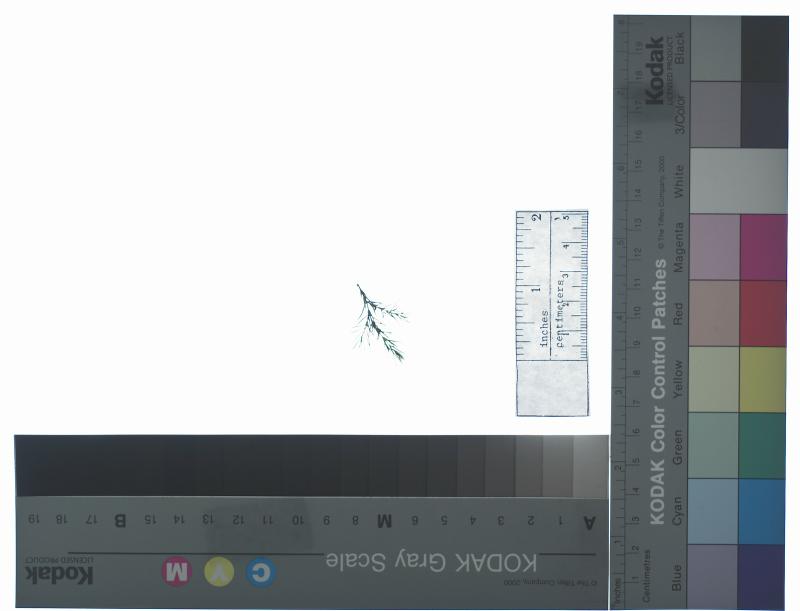 2
5
4
1
3
2
inches
centimeters
KODAK Color Control Patches
© The Tiffen Company, 2000
Kodak
LICENSED PRODUCT
Inches
Centimetres
Blue
Cyan
Green
Yellow
Red
Magenta
White
3/Color
Black
KODAK Gray Scale
© The Tiffen Company, 2000
C
Y
M
Kodak
LICENSED PRODUCT
A 1 2 3 4 5 6 M 8 9 10 11 12 13 14 15 B 17 18 19